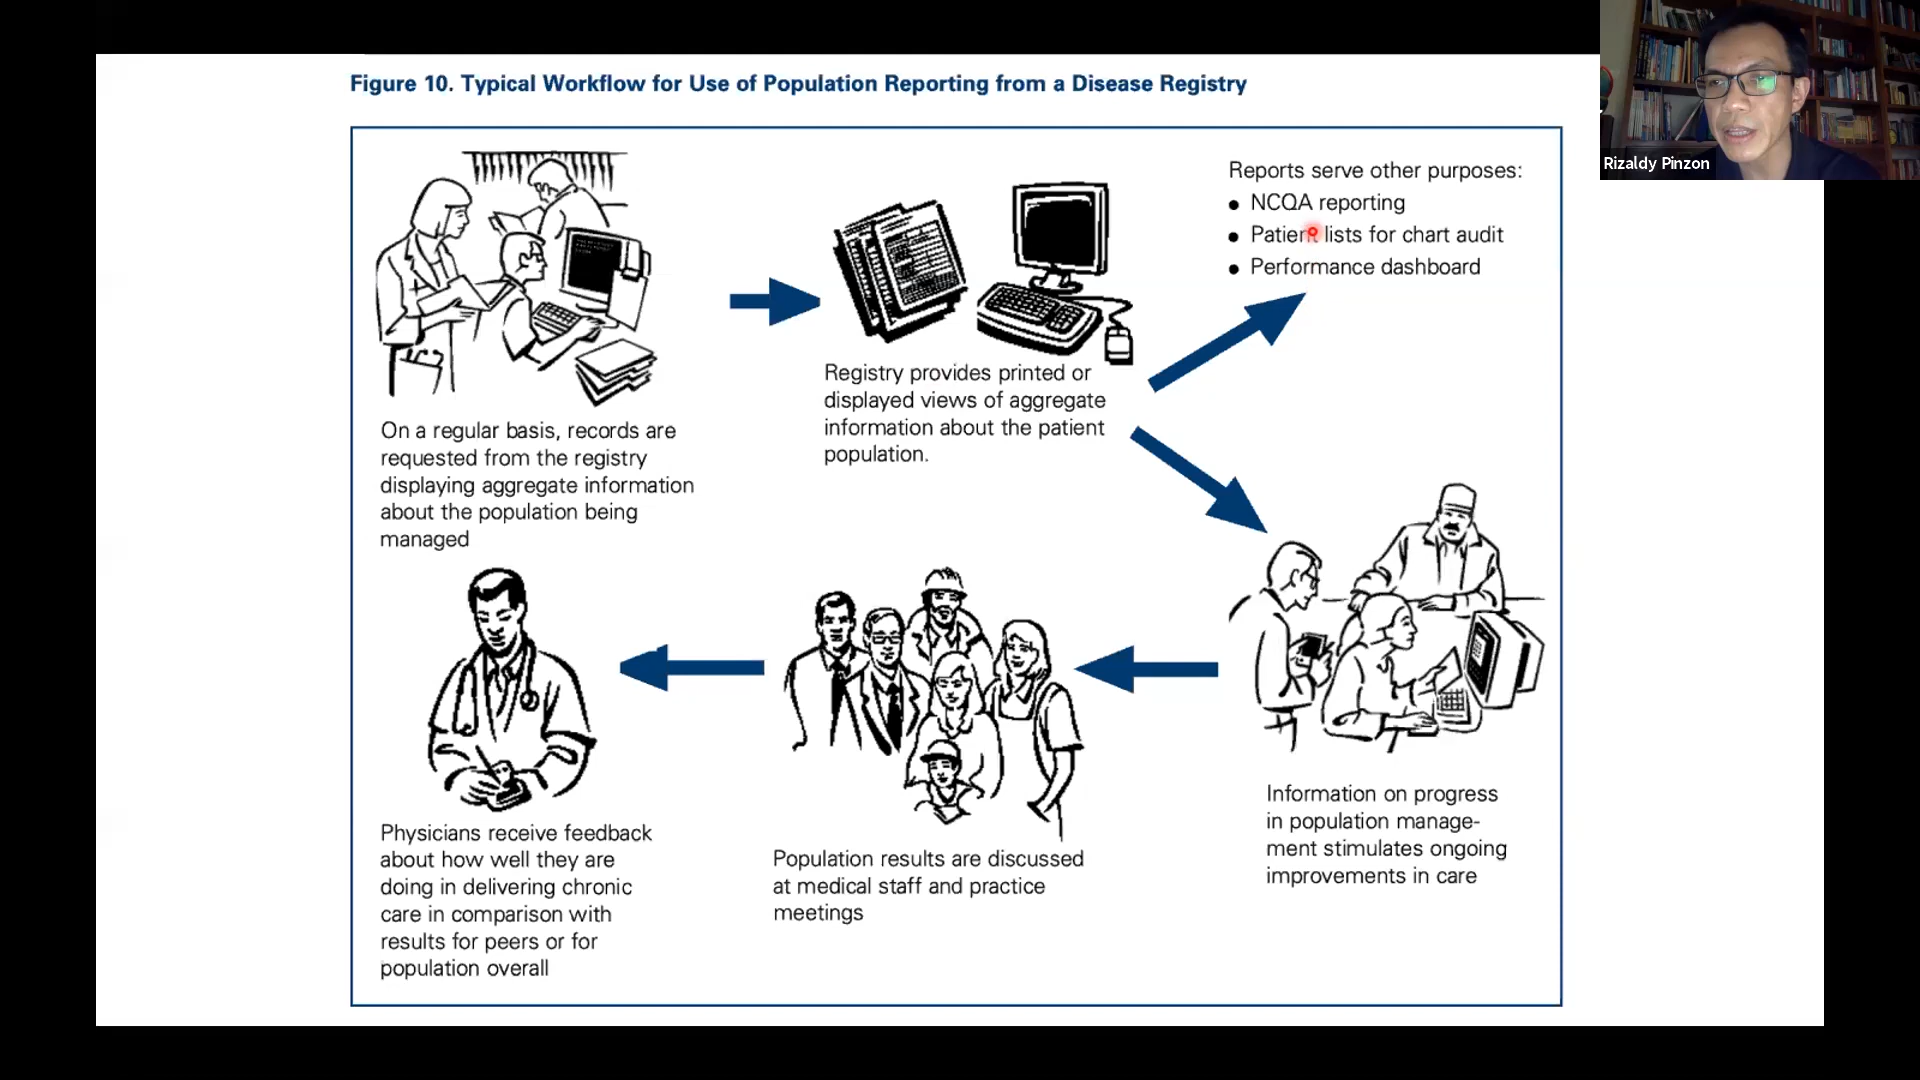 Figure 10. Typical Workflow for Use of Population Reporting from a Disease Registry
Rizaldy Pinzon
Reports serve other purposes:
● NCQA reporting
● Patient lists for chart audit
● Performance dashboard
On a regular basis, records are
requested from the registry
displaying aggregate information
about the population being
managed
Registry provides printed or
displayed views of aggregate
information about the patient
population.
Information on progress
in population manage-
ment stimulates ongoing
improvements in care
Population results are discussed
at medical staff and practice
meetings
Physicians receive feedback
about how well they are
doing in delivering chronic
care in comparison with
results for peers or for
population overall